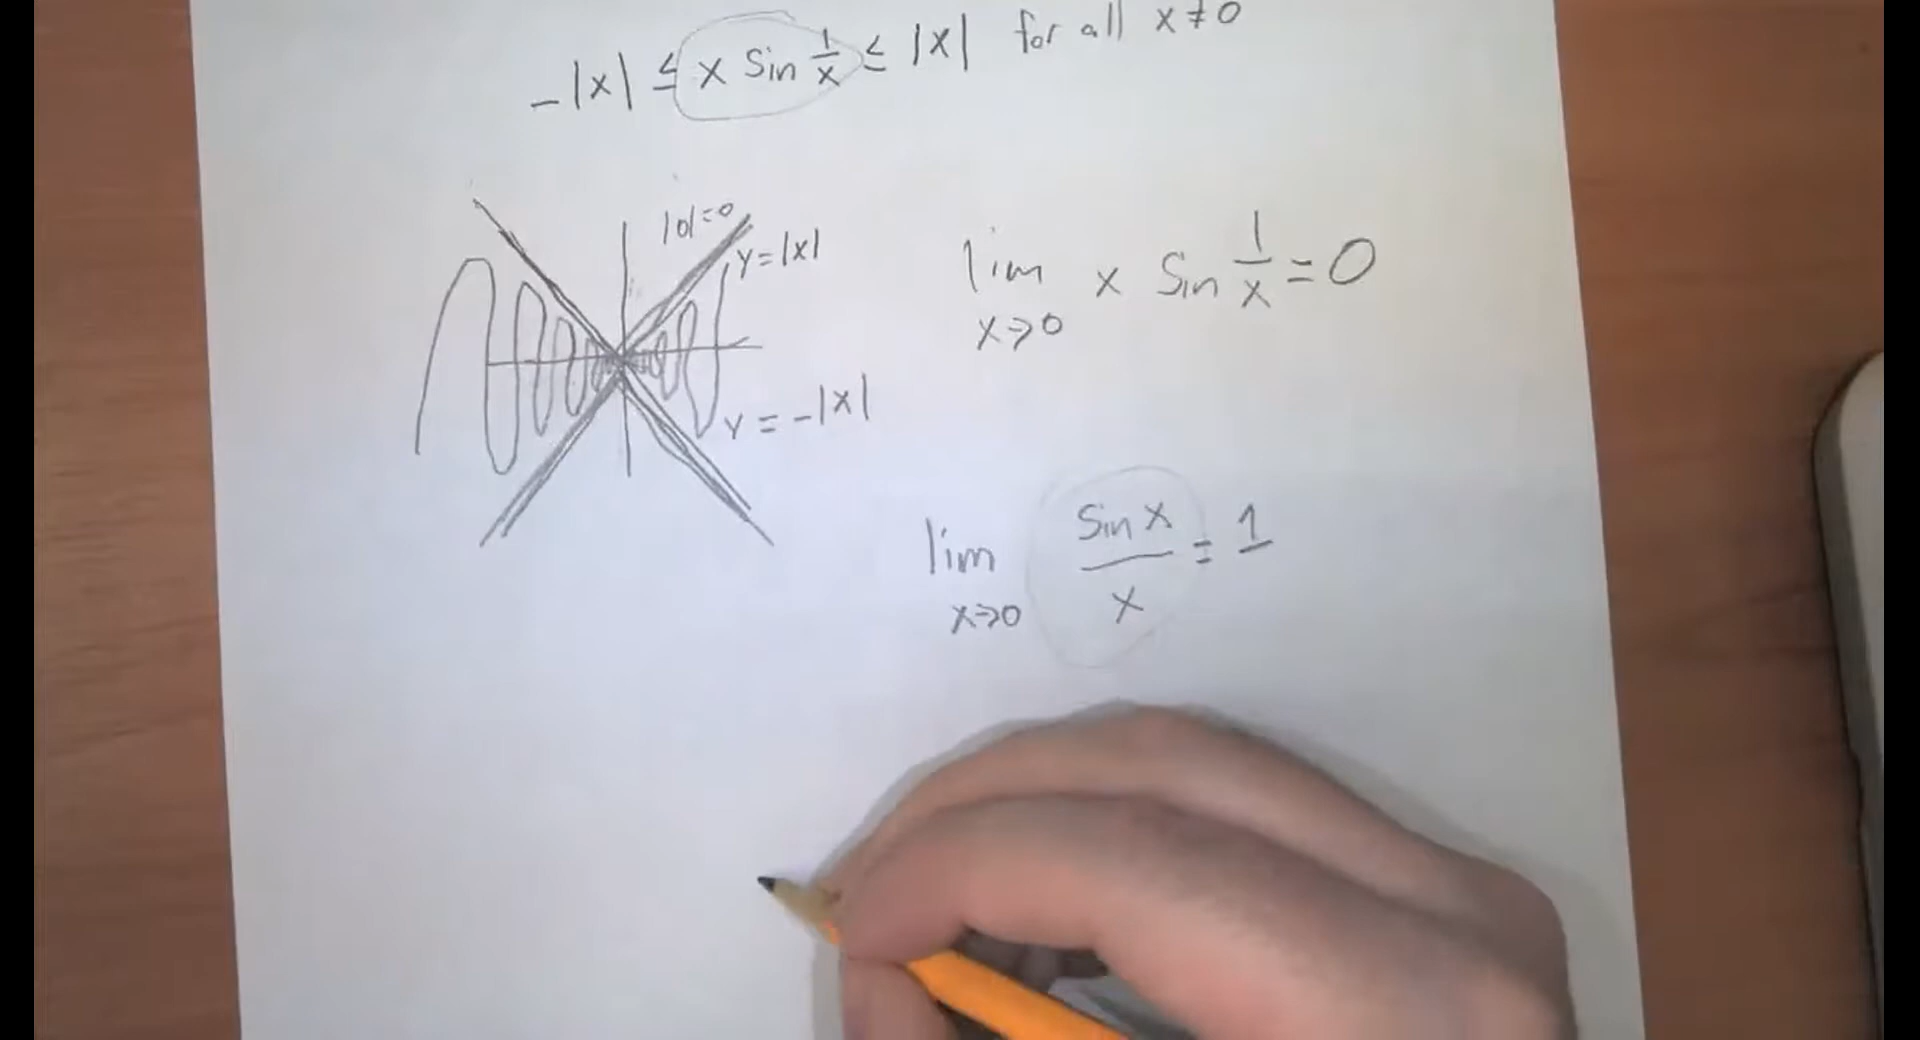 -|x| ≤ x Sin 1/x ≤ |x| for all x ≠ 0
|0|=0
y=|x|
y = -|x|
lim x→0 x Sin 1/x = 0
lim x→0 Sin x / x = 1